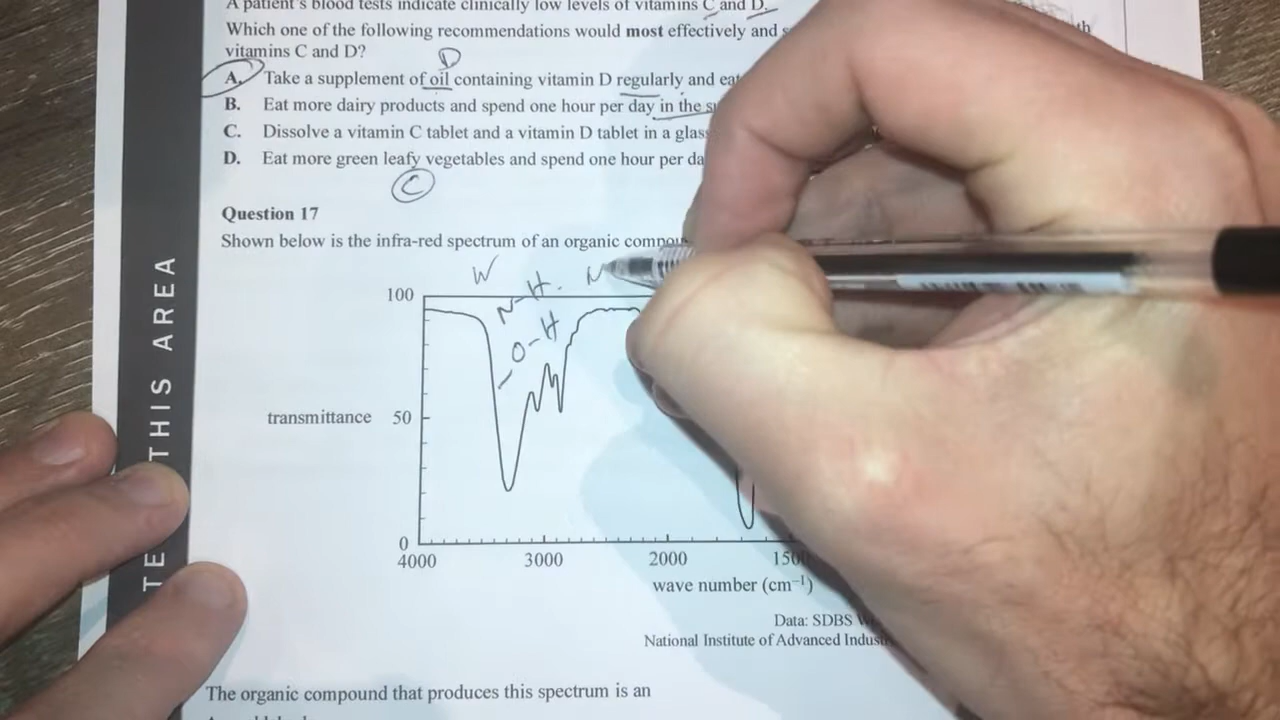 A patient's blood tests indicate clinically low levels of vitamins C and D.
Which one of the following recommendations would most effectively and
vitamins C and D?
D
A. Take a supplement of oil containing vitamin D regularly and eat
B. Eat more dairy products and spend one hour per day in the
C. Dissolve a vitamin C tablet and a vitamin D tablet in a glass
D. Eat more green leafy vegetables and spend one hour per
C
Question 17
Shown below is the infra-red spectrum of an organic
W
N-H. N
100
O-H
transmittance 50
0
4000 3000 2000
wave number (cm⁻¹)
Data: SDBS
National Institute of Advanced
The organic compound that produces this spectrum is an
THIS AREA